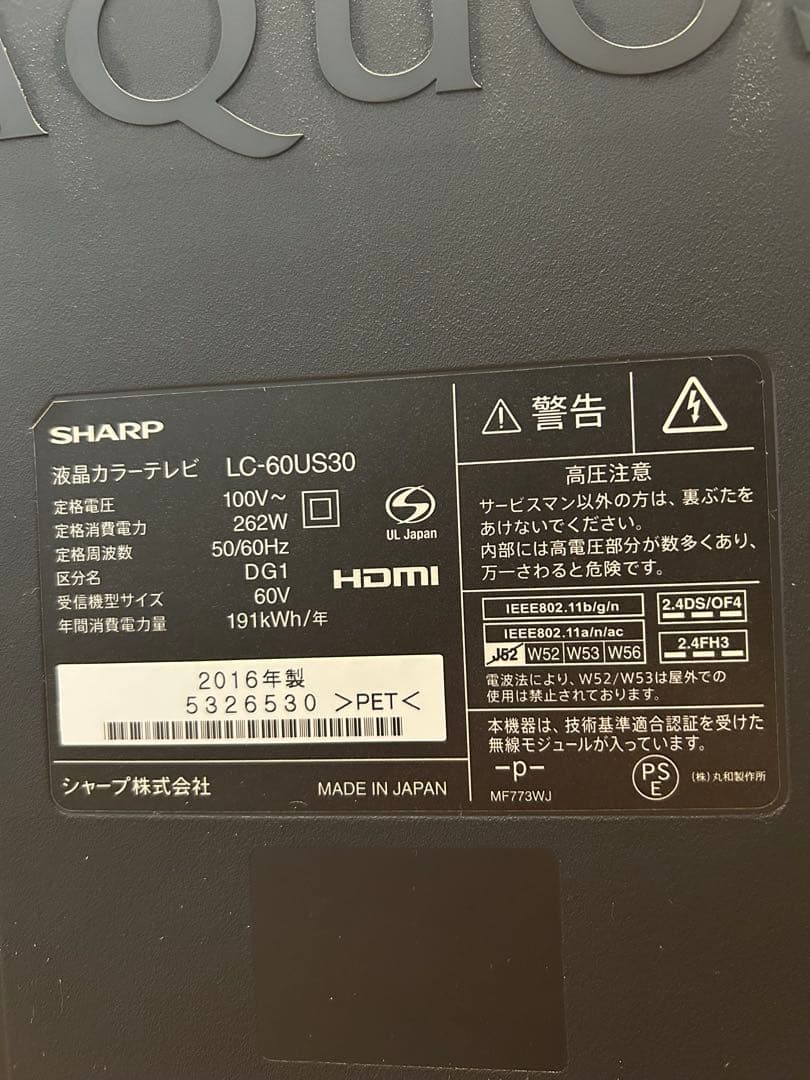 AQUOS
SHARP
液晶カラーテレビ LC-60US30
定格電圧 100V～
定格消費電力 262W
定格周波数 50/60Hz
区分名 DG1
受信機型サイズ 60V
年間消費電力量 191kWh/年
UL Japan
HDMI
2016年製
5326530 >PET<
シャープ株式会社 MADE IN JAPAN
警告
高圧注意
サービスマン以外の方は、裏ぶたを
あけないでください。
内部には高電圧部分が数多くあり、
万一さわると危険です。
IEEE802.11b/g/n
IEEE802.11a/n/ac
J52 W52 W53 W56
2.4DS/OF4
2.4FH3
電波法により、W52/W53は屋外での
使用は禁止されております。
本機器は、技術基準適合認証を受けた
無線モジュールが入っています。
-p-
MF773WJ
PS
E
(株)丸和製作所